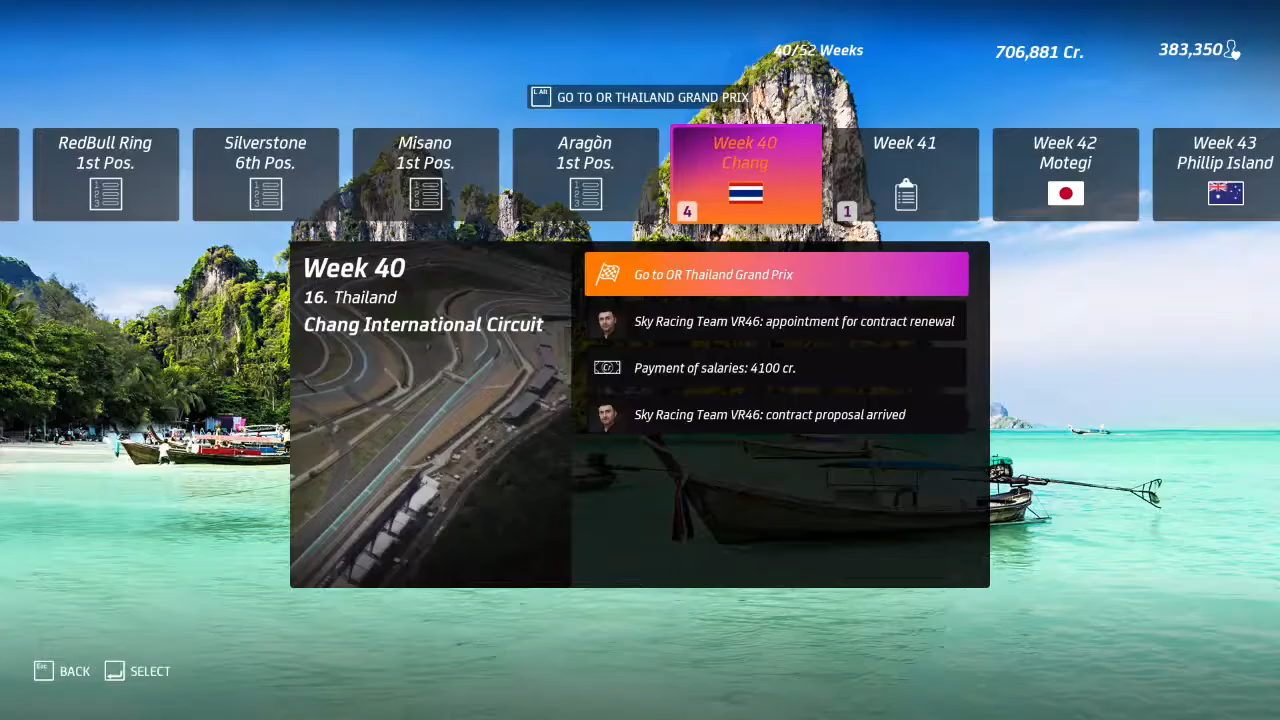 40/52 Weeks
706,881 Cr.
383,350
L Alt
GO TO OR THAILAND GRAND PRIX
RedBull Ring
1st Pos.
Silverstone
6th Pos.
Misano
1st Pos.
Aragòn
1st Pos.
Week 40
Chang
4
Week 41
1
Week 42
Motegi
Week 43
Phillip Island
Week 40
16. Thailand
Chang International Circuit
Go to OR Thailand Grand Prix
Sky Racing Team VR46: appointment for contract renewal
Payment of salaries: 4100 cr.
Sky Racing Team VR46: contract proposal arrived
Esc
BACK
SELECT